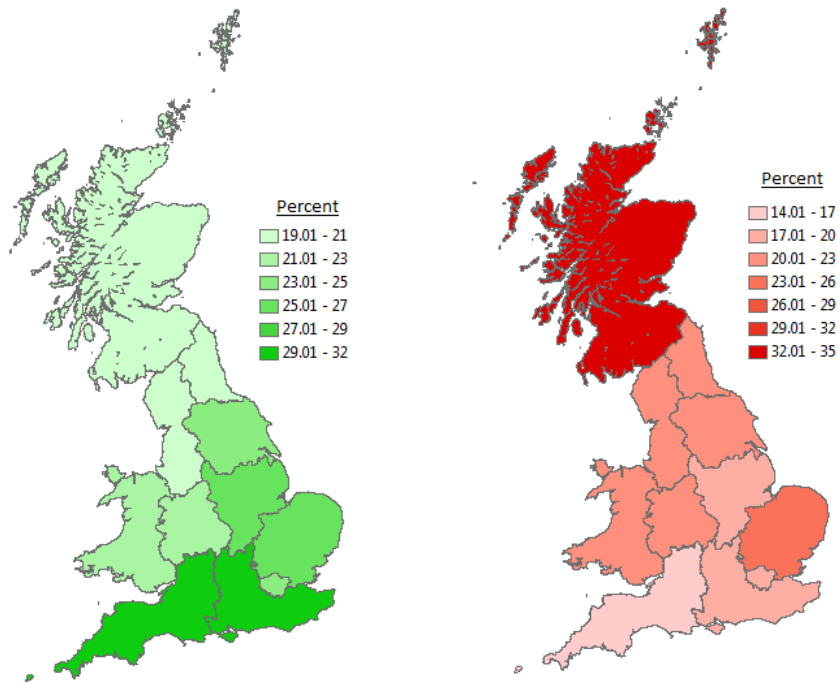 Percent
19.01 - 21
21.01 - 23
23.01 - 25
25.01 - 27
27.01 - 29
29.01 - 32
Percent
14.01 - 17
17.01 - 20
20.01 - 23
23.01 - 26
26.01 - 29
29.01 - 32
32.01 - 35